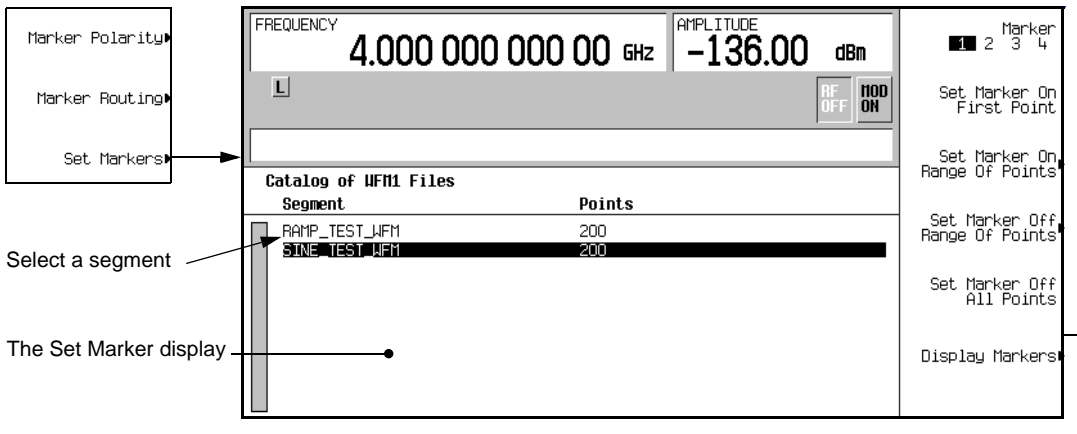 Marker Polarity
Marker Routing
Set Markers
Select a segment
The Set Marker display
FREQUENCY
4.000 000 000 00 GHz
AMPLITUDE
-136.00 dBm
L
RF
OFF
MOD
ON
Catalog of WFM1 Files
Segment Points
RAMP_TEST_WFM 200
SINE_TEST_WFM 200
Marker
1 2 3 4
Set Marker On
First Point
Set Marker On
Range Of Points
Set Marker Off
Range Of Points
Set Marker Off
All Points
Display Markers